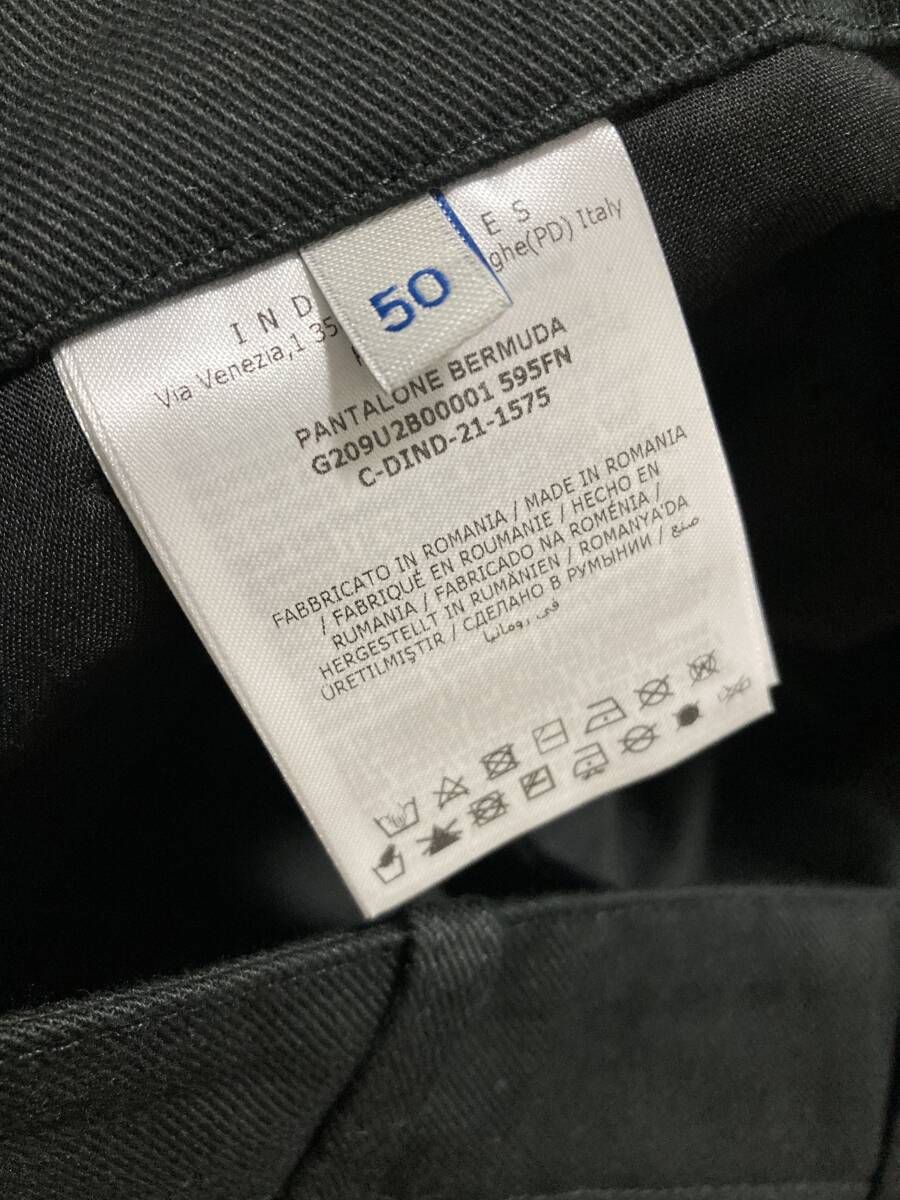 50
I N D
E S
Via Venezia,1 35
ghe(PD) Italy
PANTALONE BERMUDA
G209U2B00001 595FN
C-DIND-21-1575
FABBRICATO IN ROMANIA / MADE IN ROMANIA
/ FABRIQUÉ EN ROUMANIE / HECHO EN
RUMANIA / FABRICADO NA ROMÉNIA /
HERGESTELLT IN RUMÄNIEN / ROMANYA'DA
ÜRETILMIŞTIR / СДЕЛАНО В РУМЫНИИ / صنع
في رومانيا